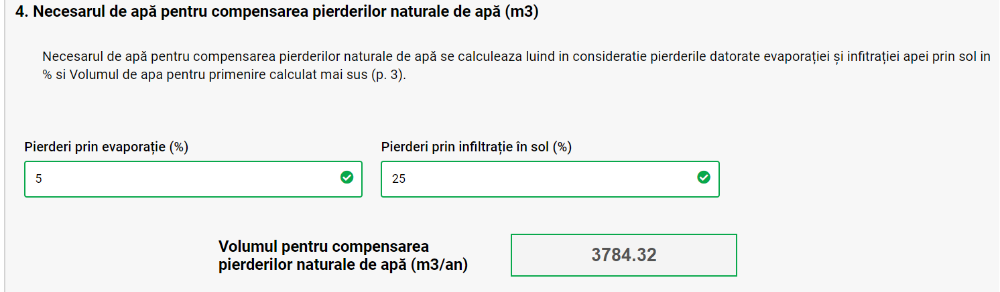 4. Necesarul de apă pentru compensarea pierderilor naturale de apă (m3)
Necesarul de apă pentru compensarea pierderilor naturale de apă se calculeaza luind in consideratie pierderile datorate evaporației și infitrației apei prin sol in
% si Volumul de apa pentru primenire calculat mai sus (p. 3).
Pierderi prin evaporație (%)
Pierderi prin infiltrație în sol (%)
5
25
Volumul pentru compensarea
pierderilor naturale de apă (m3/an)
3784.32